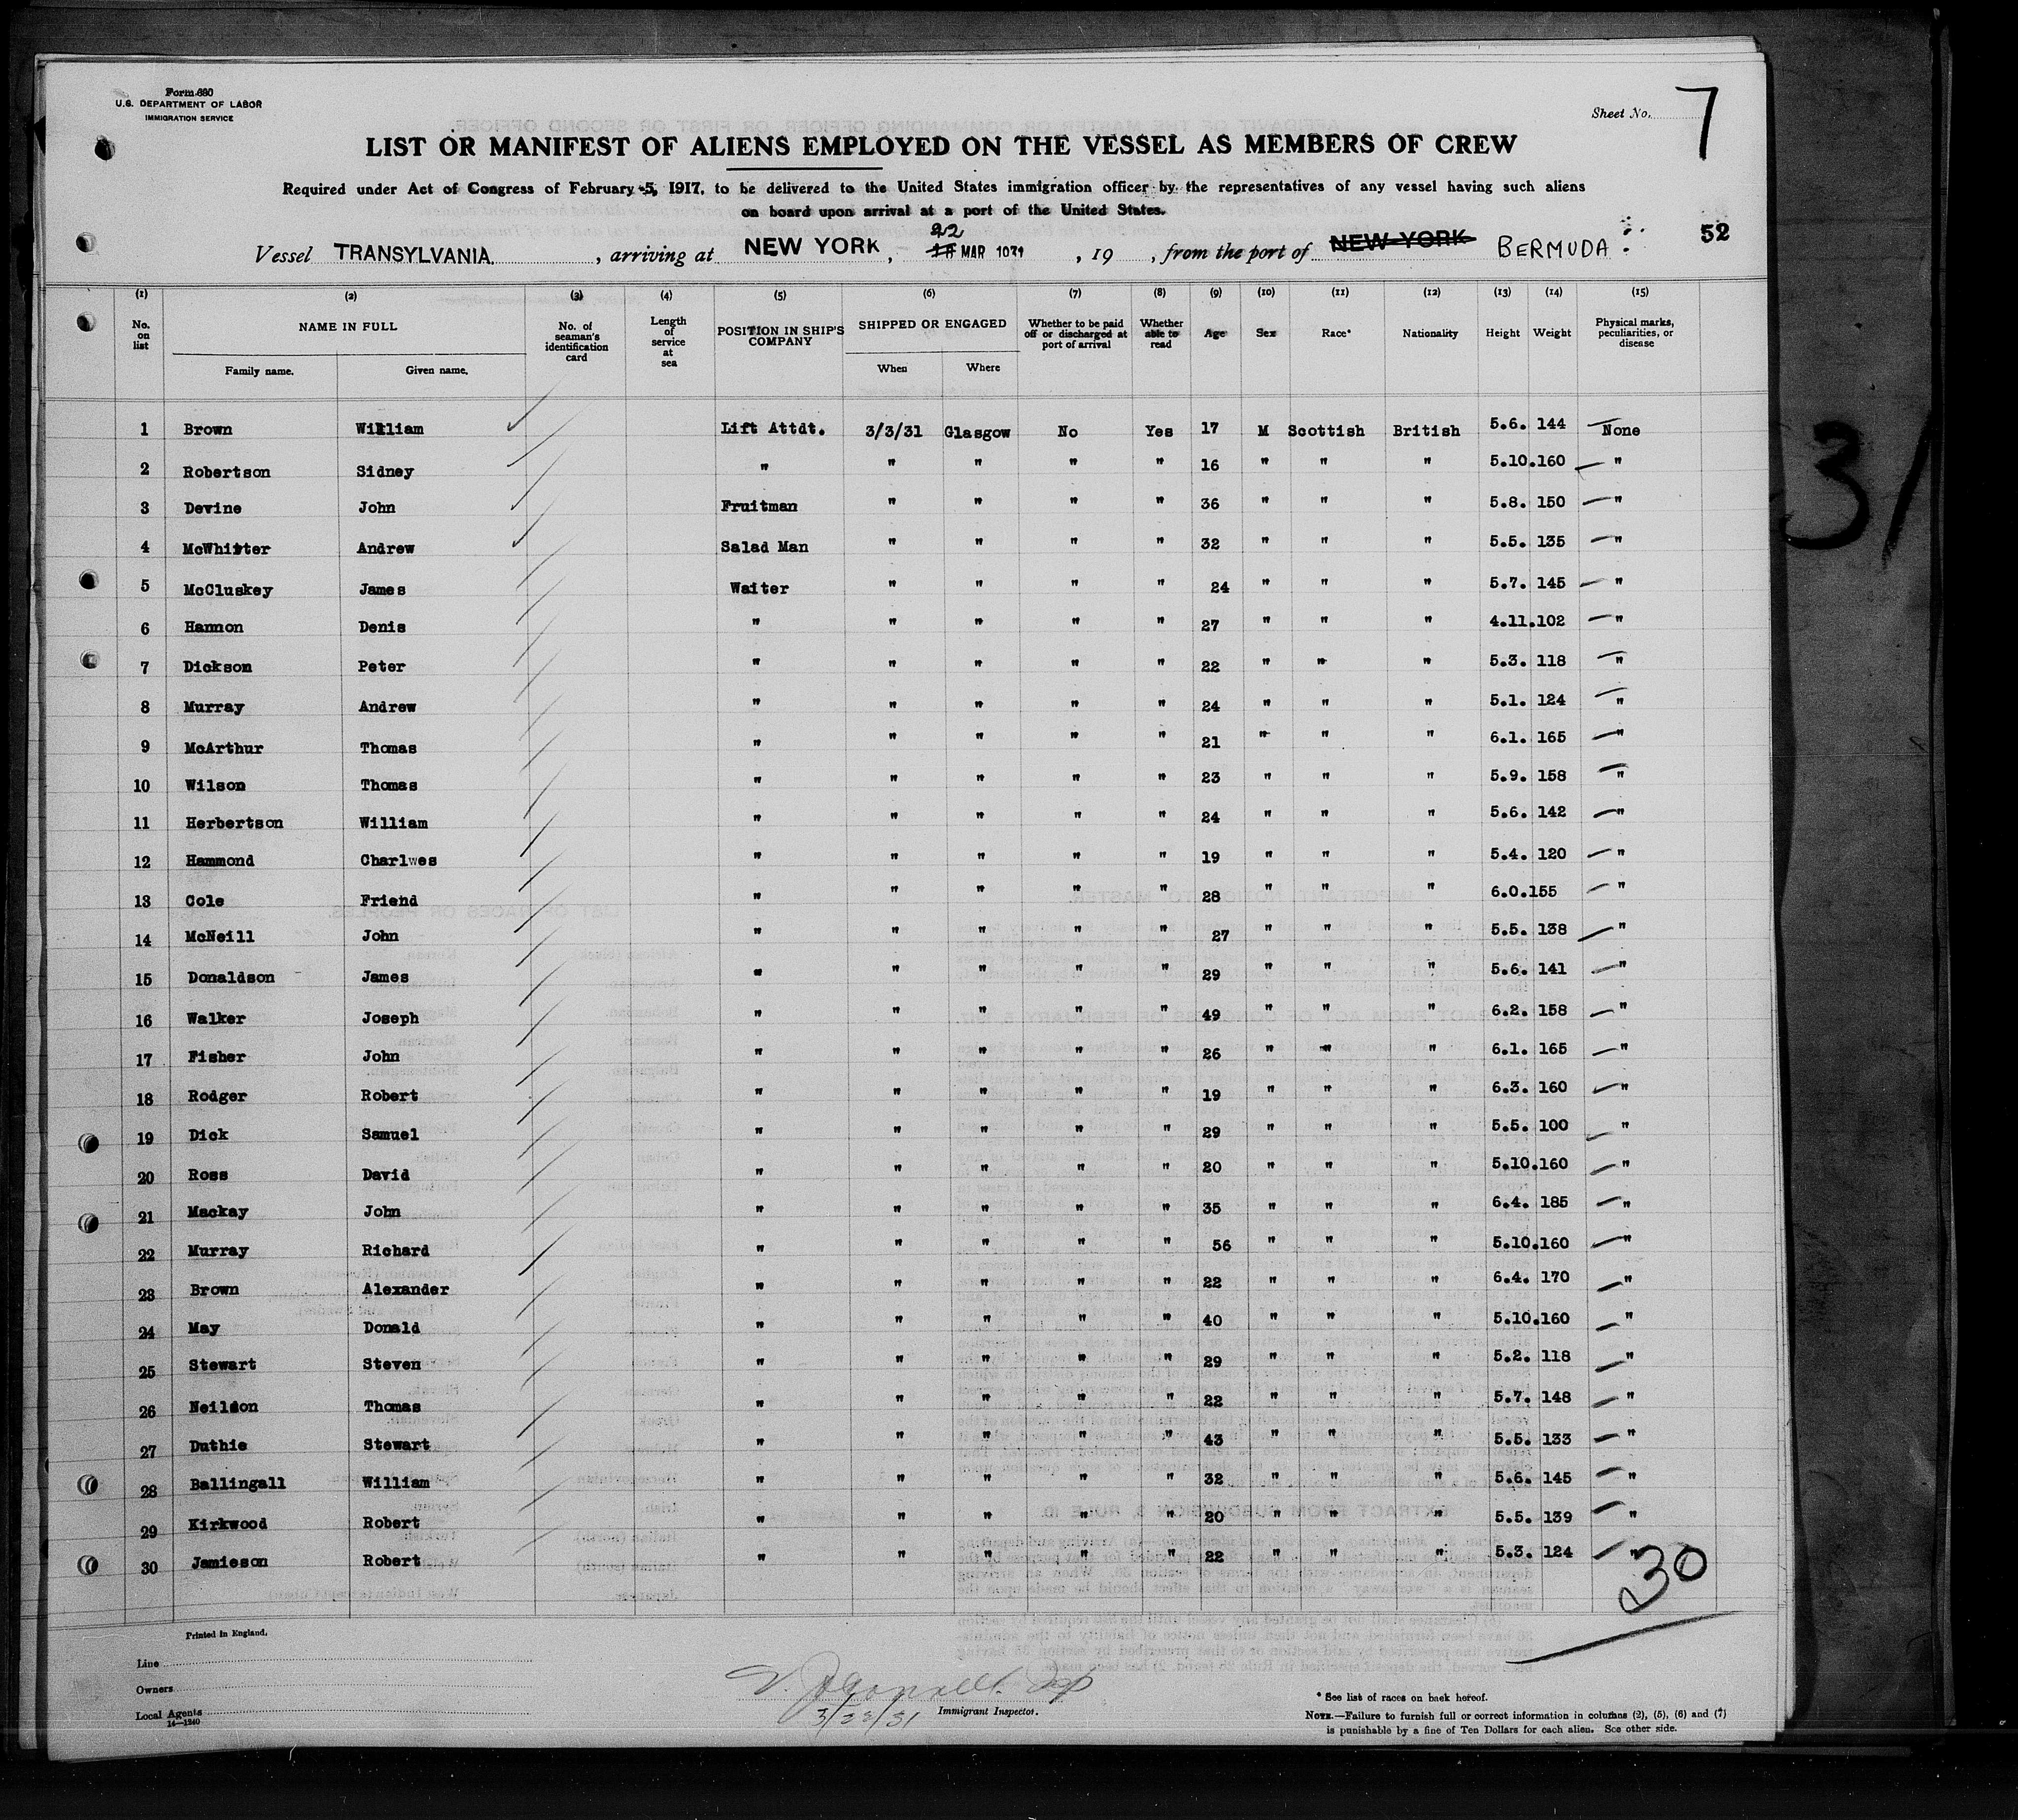 Form 680
U.S. DEPARTMENT OF LABOR
IMMIGRATION SERVICE
Sheet No. 7
LIST OR MANIFEST OF ALIENS EMPLOYED ON THE VESSEL AS MEMBERS OF CREW
Required under Act of Congress of February 5, 1917, to be delivered to the United States immigration officer by the representatives of any vessel having such aliens
on board upon arrival at a port of the United States.
52
22
Vessel TRANSYLVANIA. , arriving at NEW YORK , 16 MAR 1931 , 19 , from the port of NEW YORK BERMUDA
(1) (2) (3) (4) (5) (6) (7) (8) (9) (10) (11) (12) (13) (14) (15)
No. on list NAME IN FULL Family name. Given name. No. of seaman's identification card Length of service at sea POSITION IN SHIP'S COMPANY SHIPPED OR ENGAGED When Where Whether to be paid off or discharged at port of arrival Whether able to read Age Sex Race* Nationality Height Weight Physical marks, peculiarities, or disease
1 Brown William Lift Attdt. 3/3/31 Glasgow No Yes 17 M Scottish British 5.6. 144 None
2 Robertson Sidney " " " " " 16 " " " 5.10. 160 "
3 Devine John Fruitman " " " " 36 " " " 5.8. 150 "
4 McWhirter Andrew Salad Man " " " " 32 " " " 5.5. 135 "
5 McCluskey James Waiter " " " " 24 " " " 5.7. 145 "
6 Hannon Denis " " " " " 27 " " " 4.11. 102 "
7 Dickson Peter " " " " " 22 " " " 5.3. 118 "
8 Murray Andrew " " " " " 24 " " " 5.1. 124 "
9 McArthur Thomas " " " " " 21 " " " 6.1. 165 "
10 Wilson Thomas " " " " " 23 " " " 5.9. 158 "
11 Herbertson William " " " " " 24 " " " 5.6. 142 "
12 Hammond Charlwes " " " " " 19 " " " 5.4. 120 "
13 Cole Friend " " " " " 28 " " " 6.0. 155 "
14 McNeill John " " " " " 27 " " " 5.5. 138 "
15 Donaldson James " " " " " 29 " " " 5.6. 141 "
16 Walker Joseph " " " " " 49 " " " 6.2. 158 "
17 Fisher John " " " " " 26 " " " 6.1. 165 "
18 Rodger Robert " " " " " 19 " " " 6.3. 160 "
19 Dick Samuel " " " " " 29 " " " 5.5. 100 "
20 Ross David " " " " " 20 " " " 5.10. 160 "
21 Mackay John " " " " " 35 " " " 6.4. 185 "
22 Murray Richard " " " " " 56 " " " 5.10. 160 "
23 Brown Alexander " " " " " 22 " " " 6.4. 170 "
24 May Donald " " " " " 40 " " " 5.10. 160 "
25 Stewart Steven " " " " " 29 " " " 5.2. 118 "
26 Neilson Thomas " " " " " 22 " " " 5.7. 148 "
27 Duthie Stewart " " " " " 43 " " " 5.5. 133 "
28 Ballingall William " " " " " 32 " " " 5.6. 145 "
29 Kirkwood Robert " " " " " 20 " " " 5.5. 139 "
30 Jamieson Robert " " " " " 22 " " " 5.3. 124 "
30
31
Printed in England.
Line
Owners
Local Agents
14—1240
3/22/31 Immigrant Inspector.
* See list of races on back hereof.
NOTE.—Failure to furnish full or correct information in columns (2), (5), (6) and (7)
is punishable by a fine of Ten Dollars for each alien. See other side.